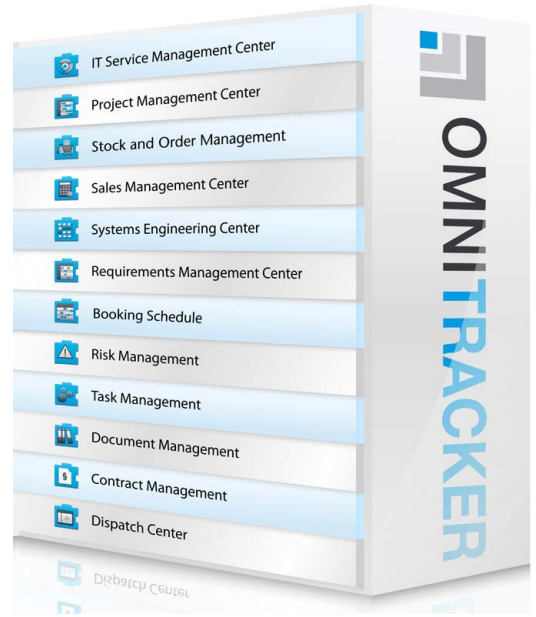 IT Service Management Center
Project Management Center
Stock and Order Management
Sales Management Center
Systems Engineering Center
Requirements Management Center
Booking Schedule
Risk Management
Task Management
Document Management
§
Contract Management
Dispatch Center
OMNITRACKER
Dispatch Center